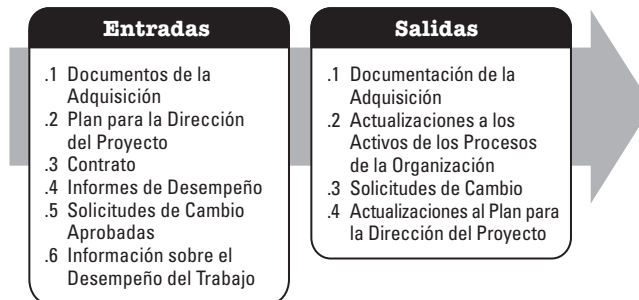 Entradas
.1 Documentos de la
Adquisición
.2 Plan para la Dirección
del Proyecto
.3 Contrato
.4 Informes de Desempeño
.5 Solicitudes de Cambio
Aprobadas
.6 Información sobre el
Desempeño del Trabajo
Salidas
.1 Documentación de la
Adquisición
.2 Actualizaciones a los
Activos de los Procesos
de la Organización
.3 Solicitudes de Cambio
.4 Actualizaciones al Plan para
la Dirección del Proyecto